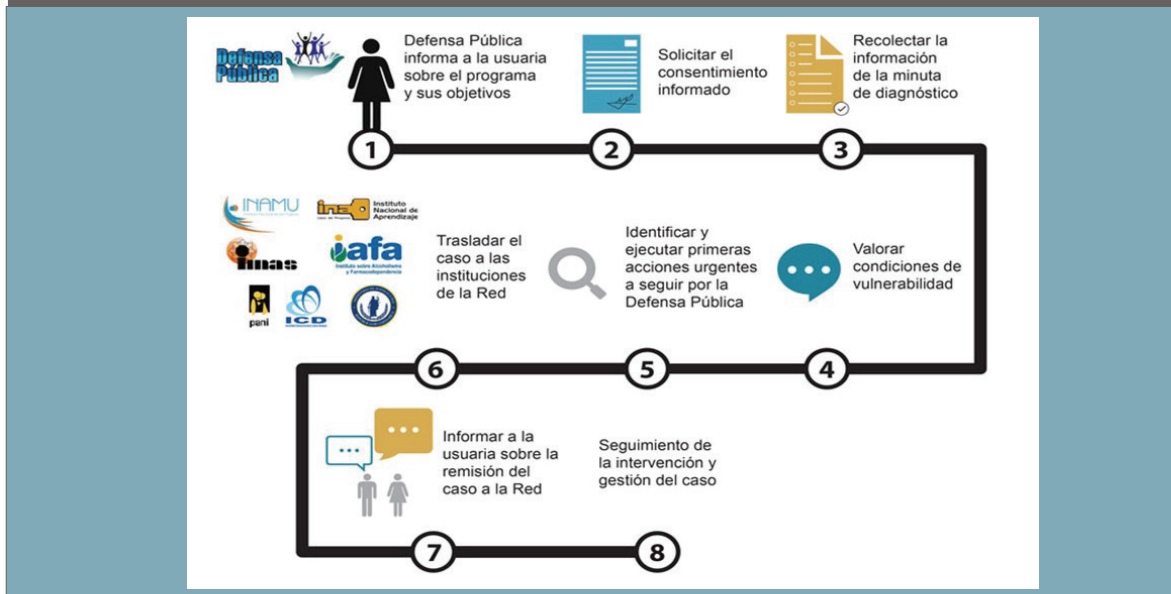 Defensa
Pública
Defensa Pública
informa a la usuaria
sobre el programa
y sus objetivos
Solicitar el
consentimiento
informado
Recolectar la
información
de la minuta
de diagnóstico
1
2
3
INAMU
ina
Instituto
Nacional de
Aprendizaje
imas
iafa
Instituto sobre Alcoholismo
y Farmacodependencia
pani
ICD
Trasladar el
caso a las
instituciones
de la Red
Identificar y
ejecutar primeras
acciones urgentes
a seguir por la
Defensa Pública
Valorar
condiciones de
vulnerabilidad
6
5
4
Informar a la
usuaria sobre la
remisión del
caso a la Red
Seguimiento de
la intervención y
gestión del caso
7
8